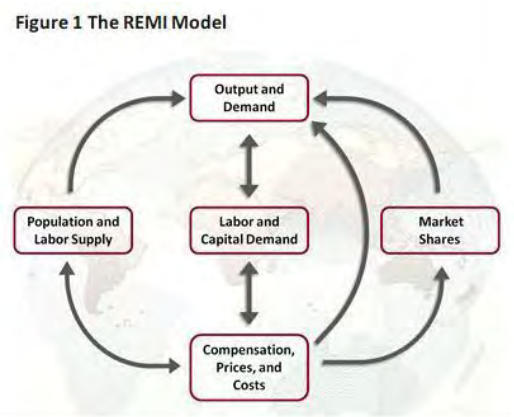 Figure 1 The REMI Model
Output and
Demand
Population and
Labor Supply
Labor and
Capital Demand
Market
Shares
Compensation,
Prices, and
Costs